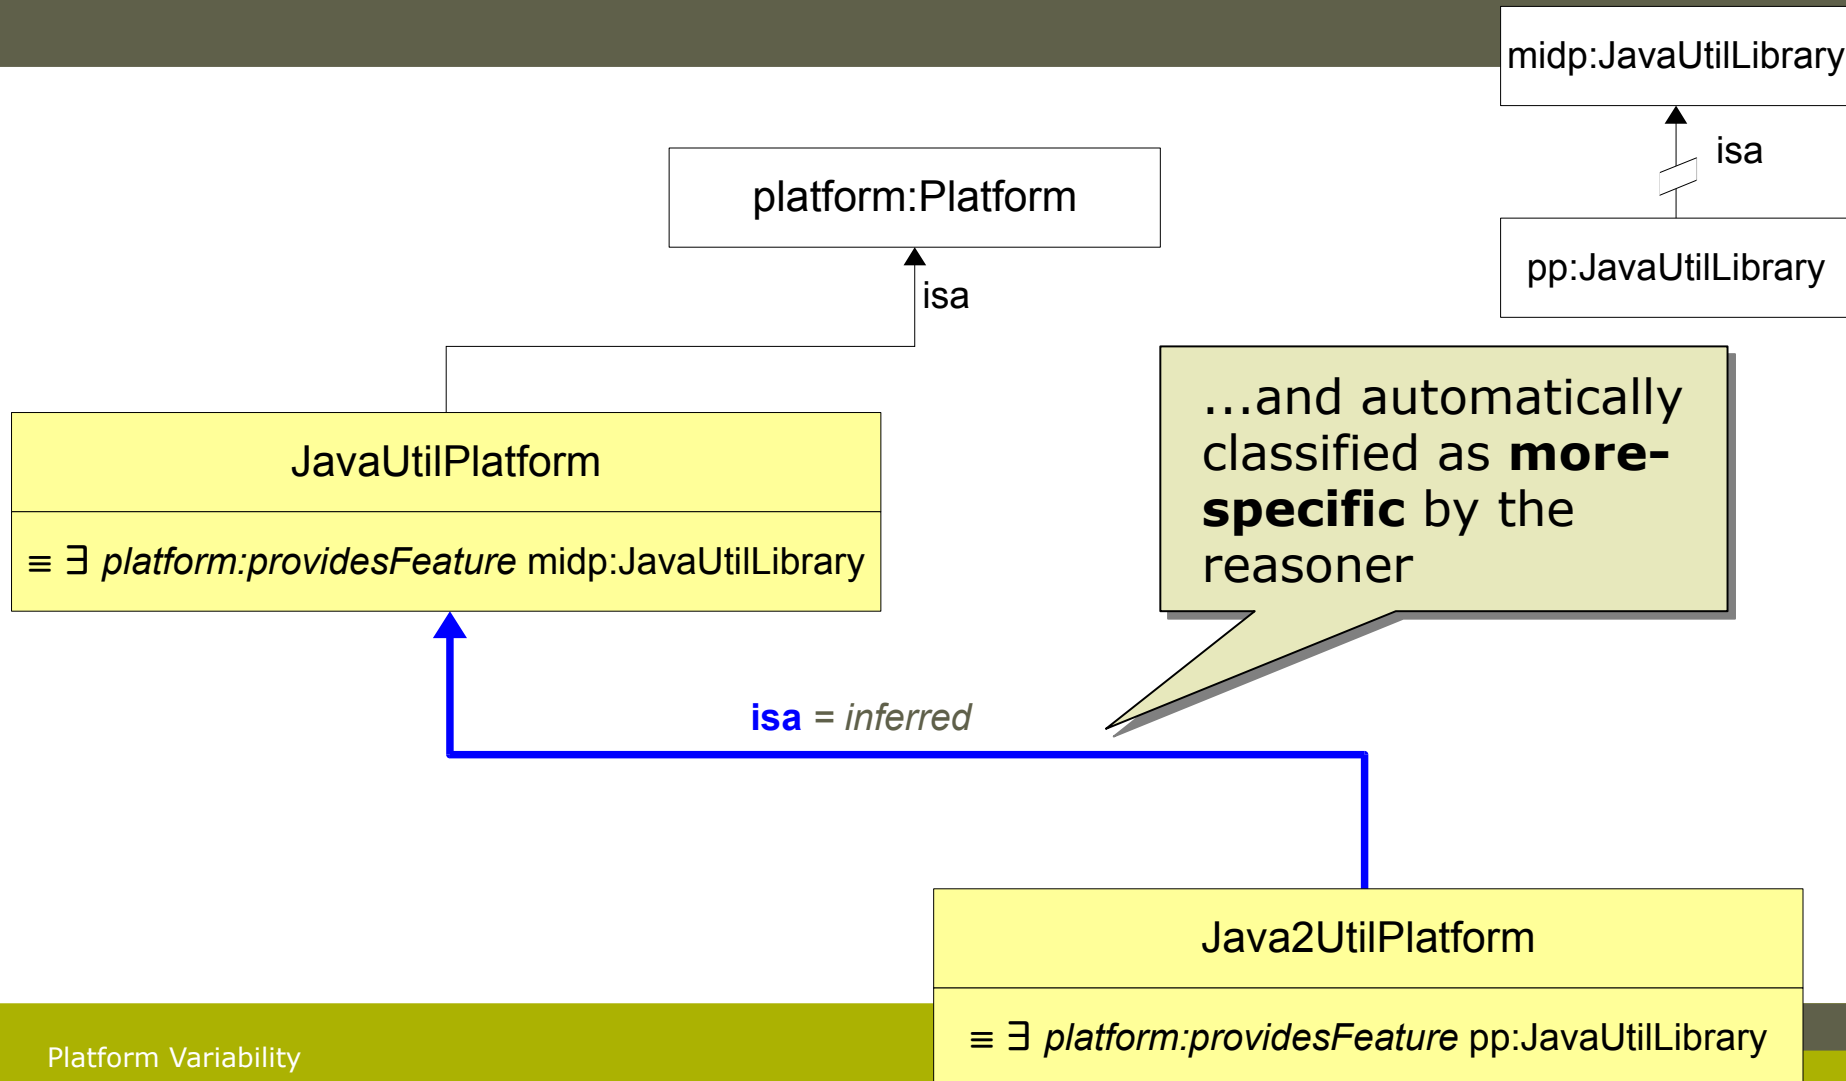 midp:JavaUtilLibrary
isa
pp:JavaUtilLibrary
platform:Platform
isa
JavaUtilPlatform
≡ ∃ platform:providesFeature midp:JavaUtilLibrary
...and automatically
classified as more-
specific by the
reasoner
isa = inferred
Java2UtilPlatform
≡ ∃ platform:providesFeature pp:JavaUtilLibrary
Platform Variability